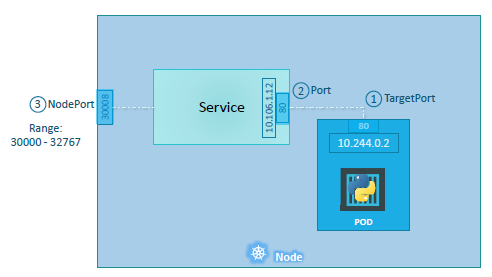 3 NodePort
Range:
30000 - 32767
30008
Service
10.106.1.12
80
2 Port
1 TargetPort
80
10.244.0.2
POD
Node